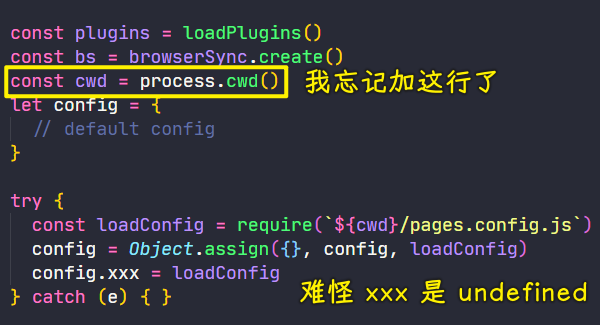 const plugins = loadPlugins()
const bs = browserSync.create()
const cwd = process.cwd() 我忘记加这行了
let config = {
// default config
}
try {
const loadConfig = require(`${cwd}/pages.config.js`)
config = Object.assign({}, config, loadConfig)
config.xxx = loadConfig
} catch (e) { } 难怪 xxx 是 undefined